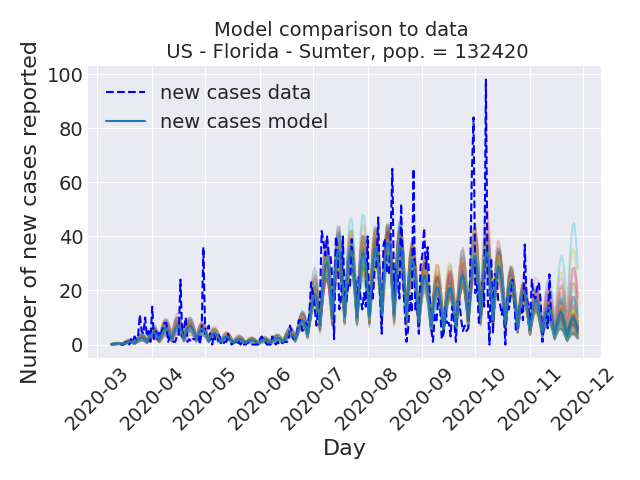 Model comparison to data
US - Florida - Sumter, pop. = 132420
Number of new cases reported
100
80
60
40
20
0
new cases data
new cases model
2020-03
2020-04
2020-05
2020-06
2020-07
2020-08
2020-09
2020-10
2020-11
2020-12
Day